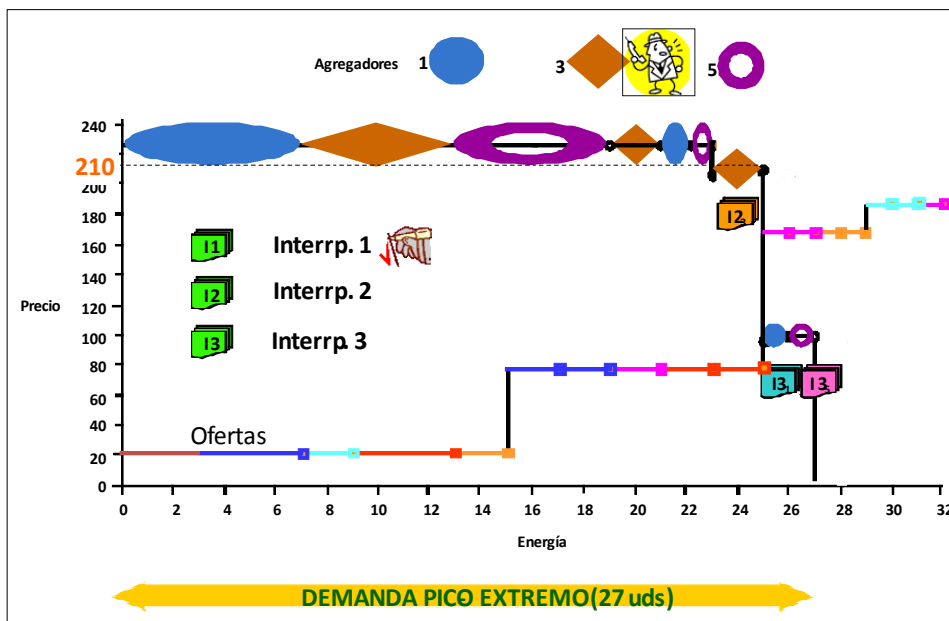 Agregadores 1 3 5
240
220
210
200
180
160
140
120
100
80
60
40
20
0
Precio
I1 Interrp. 1
I2 Interrp. 2
I3 Interrp. 3
I2
I3 I3
Ofertas
0 2 4 6 8 10 12 14 16 18 20 22 24 26 28 30 32
Energía
DEMANDA PICO EXTREMO(27 uds)